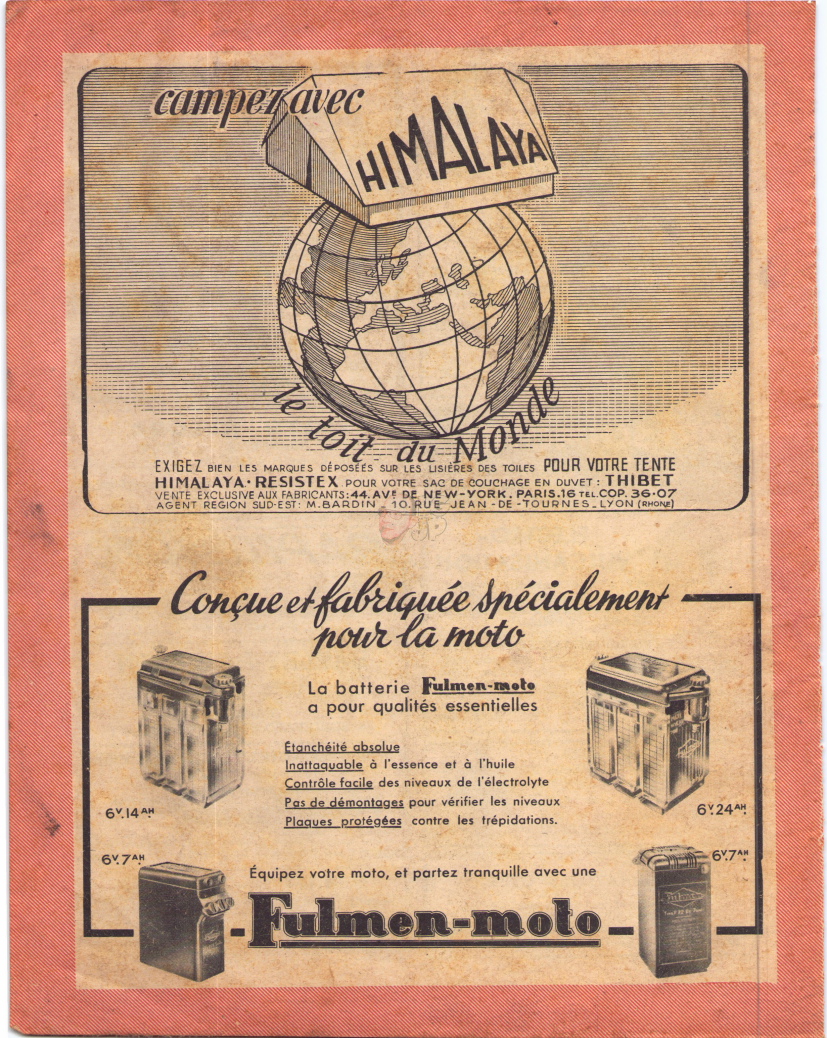 campez avec
HIMALAYA
le toit du Monde
EXIGEZ BIEN LES MARQUES DÉPOSÉES SUR LES LISIÈRES DES TOILES POUR VOTRE TENTE
HIMALAYA·RESISTEX POUR VOTRE SAC DE COUCHAGE EN DUVET: THIBET
VENTE EXCLUSIVE AUX FABRICANTS: 44. AVE DE NEW-YORK. PARIS.16 TEL. COP. 36·07
AGENT REGION SUD-EST: M. BARDIN. 10. RUE JEAN-DE-TOURNES. LYON (RHONE)
Conçue et fabriquée spécialement
pour la moto
La batterie Fulmen-moto
a pour qualités essentielles
Étanchéité absolue
Inattaquable à l'essence et à l'huile
Contrôle facile des niveaux de l'électrolyte
Pas de démontages pour vérifier les niveaux
Plaques protégées contre les trépidations.
6V.14AH.
6V.24AH.
6V.7AH
6V.7AH
Équipez votre moto, et partez tranquille avec une
Fulmen-moto